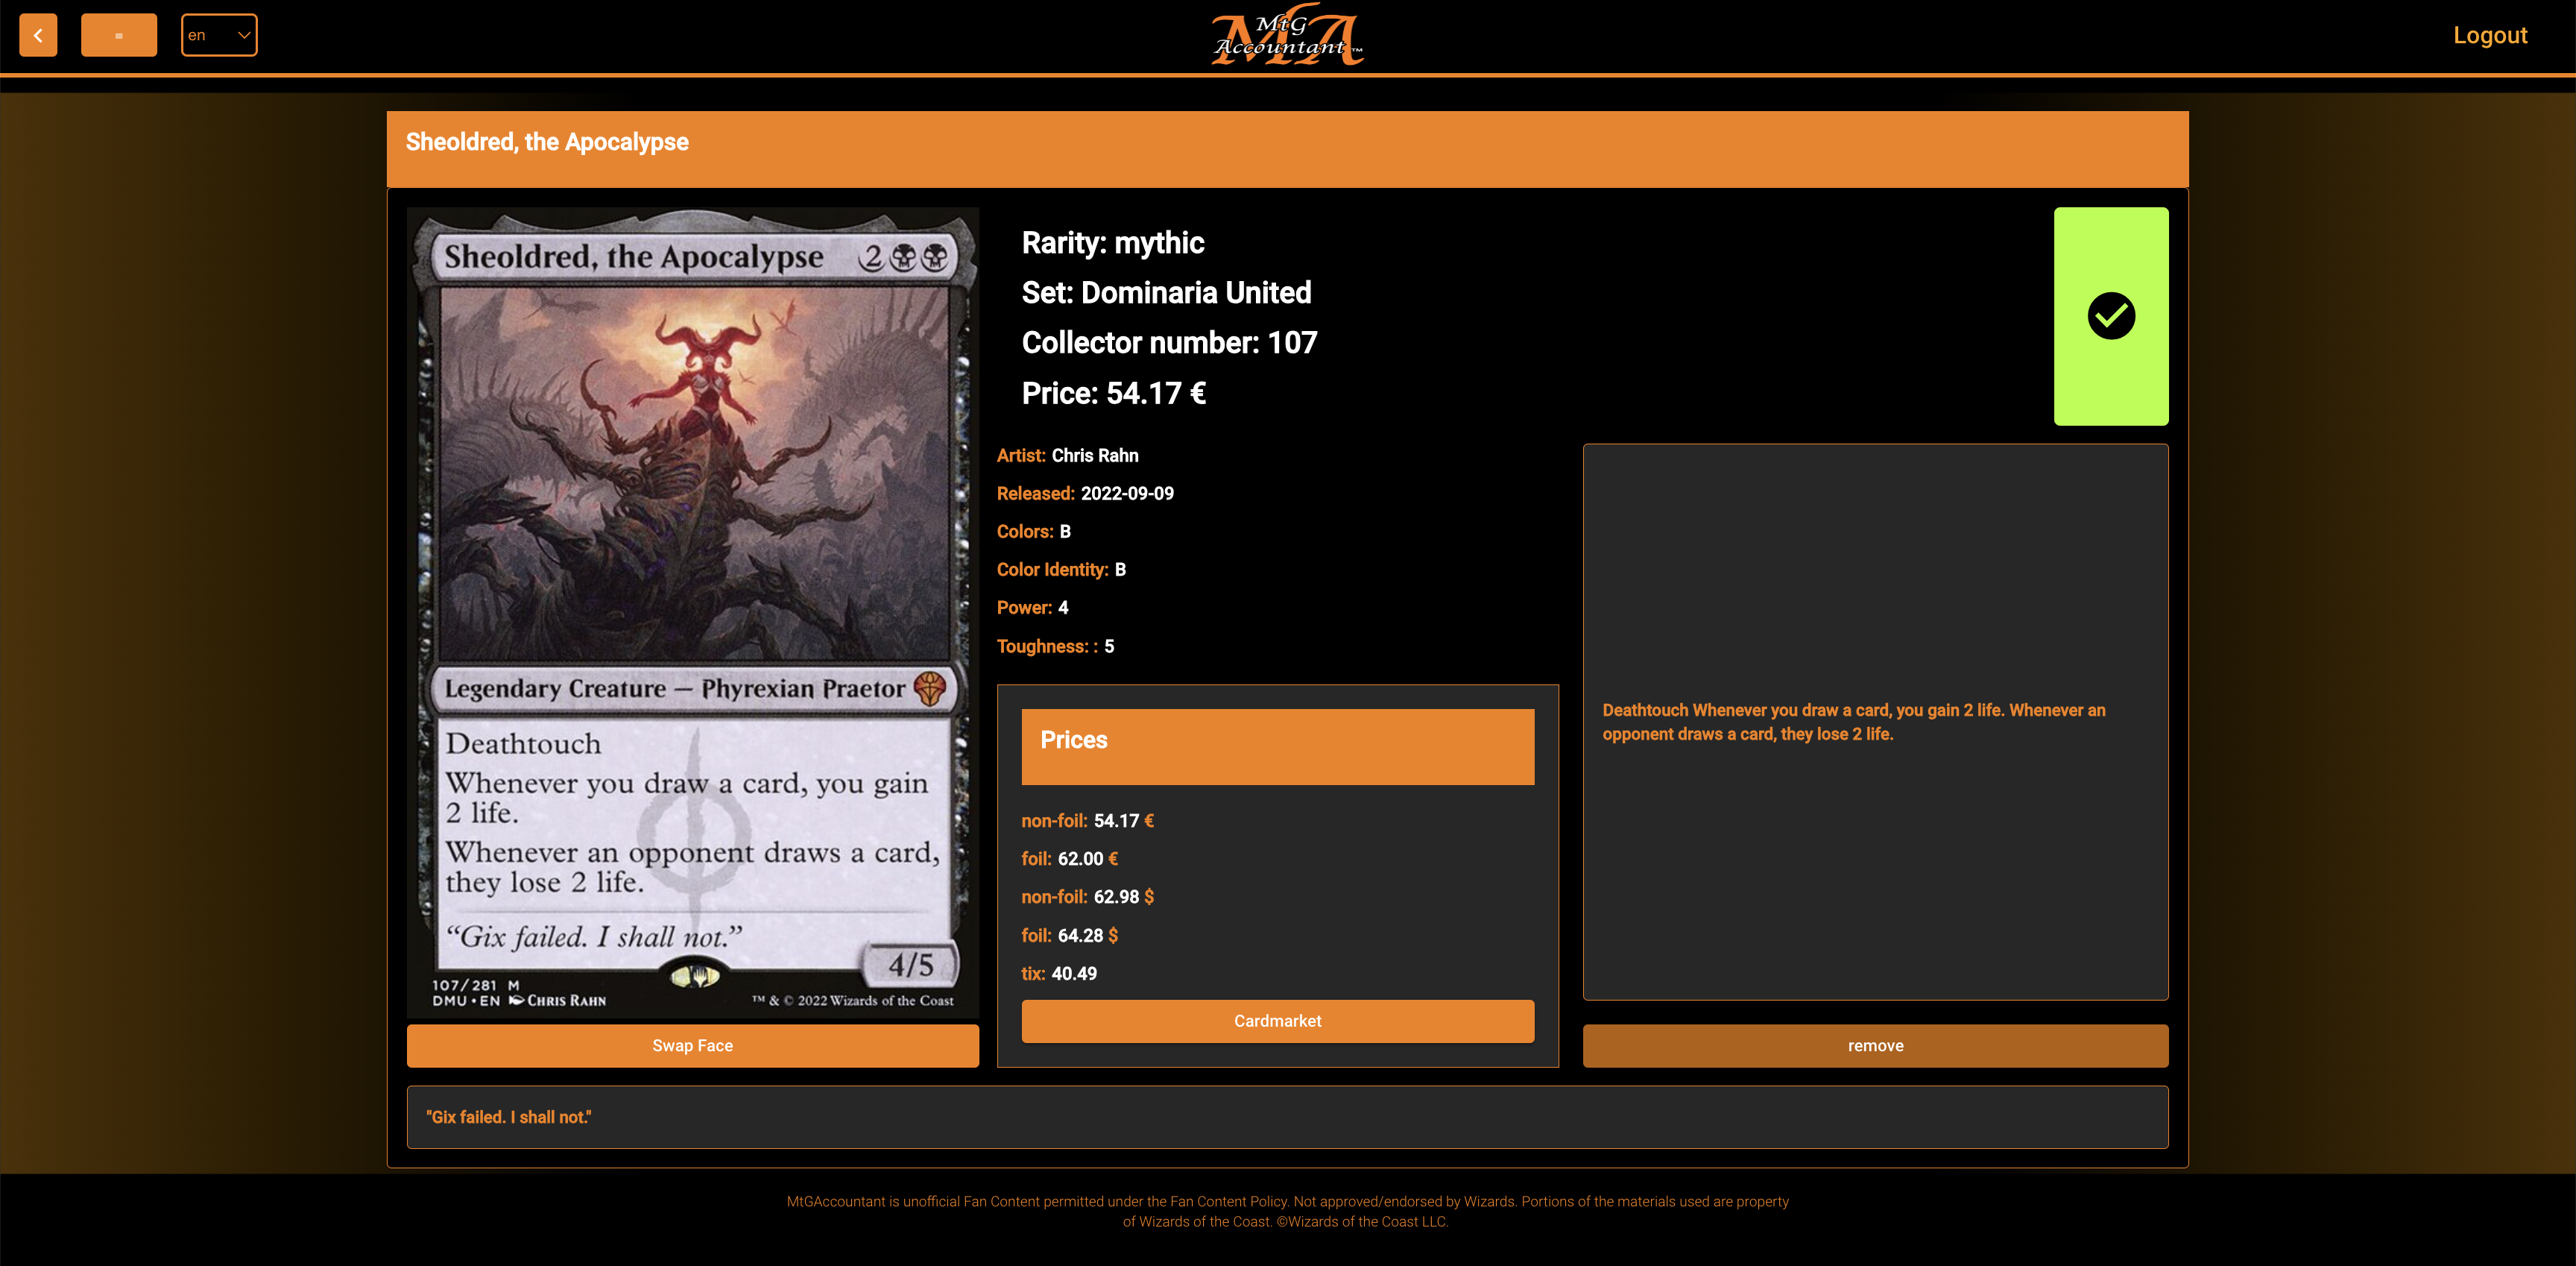 en
MtG
Accountant™
MA
Logout
Sheoldred, the Apocalypse
Sheoldred, the Apocalypse 2
Legendary Creature — Phyrexian Praetor
Deathtouch
Whenever you draw a card, you gain
2 life.
Whenever an opponent draws a card,
they lose 2 life.
“Gix failed. I shall not.”
4/5
107/281 M
DMU • EN CHRIS RAHN
™ & © 2022 Wizards of the Coast
Swap Face
Rarity: mythic
Set: Dominaria United
Collector number: 107
Price: 54.17 €
Artist: Chris Rahn
Released: 2022-09-09
Colors: B
Color Identity: B
Power: 4
Toughness: : 5
Prices
non-foil: 54.17 €
foil: 62.00 €
non-foil: 62.98 $
foil: 64.28 $
tix: 40.49
Cardmarket
Deathtouch Whenever you draw a card, you gain 2 life. Whenever an
opponent draws a card, they lose 2 life.
remove
"Gix failed. I shall not."
MtGAccountant is unofficial Fan Content permitted under the Fan Content Policy. Not approved/endorsed by Wizards. Portions of the materials used are property
of Wizards of the Coast. ©Wizards of the Coast LLC.